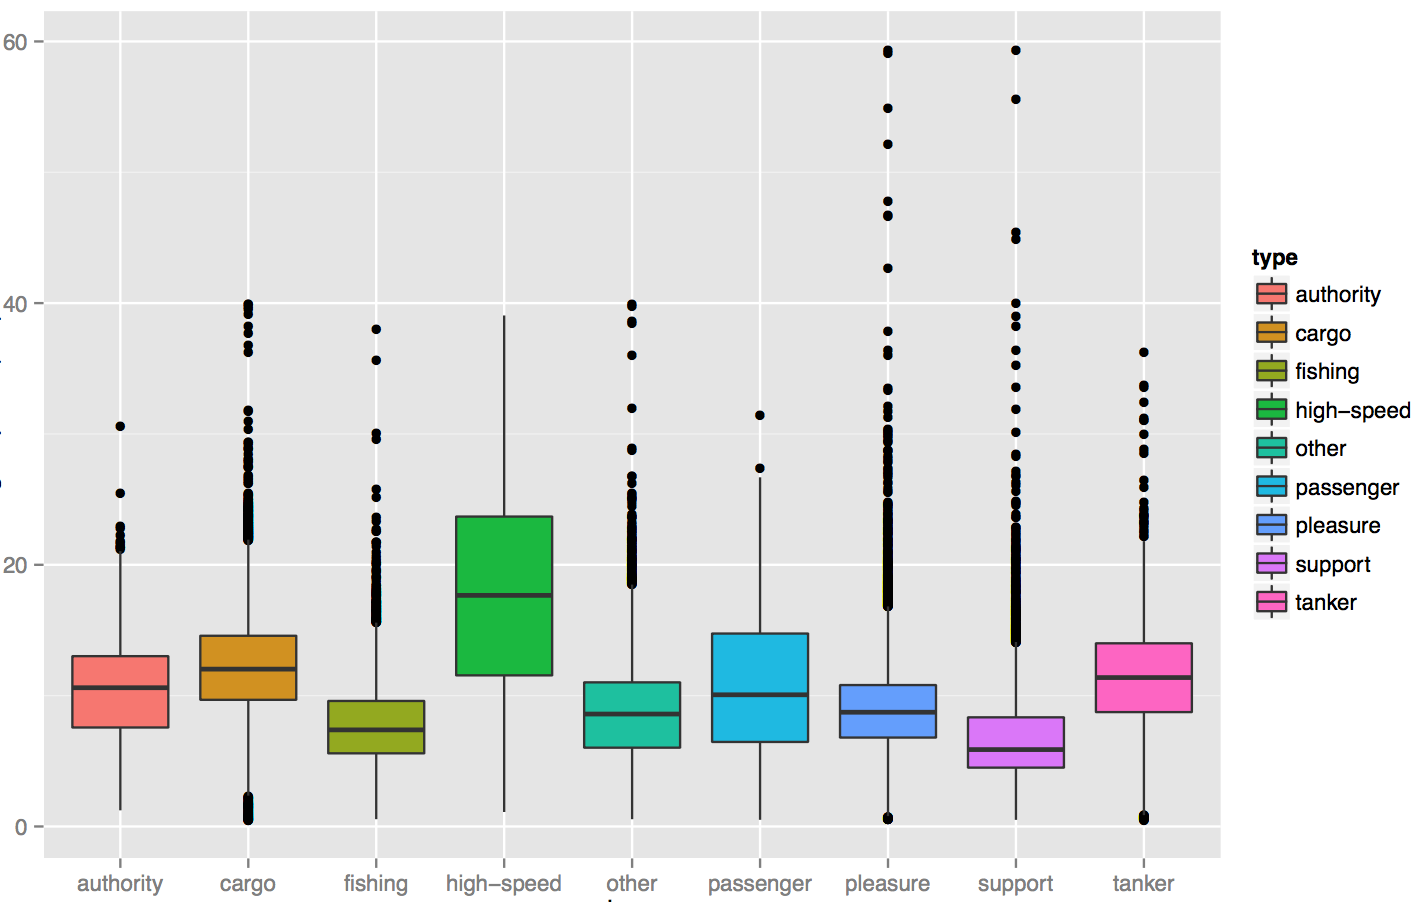 60
40
20
0
authority cargo fishing high-speed other passenger pleasure support tanker
type
authority
cargo
fishing
high-speed
other
passenger
pleasure
support
tanker